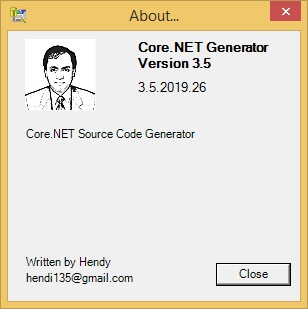 About...
Core.NET Generator
Version 3.5
3.5.2019.26
Core.NET Source Code Generator
Written by Hendy
hendi135@gmail.com
Close